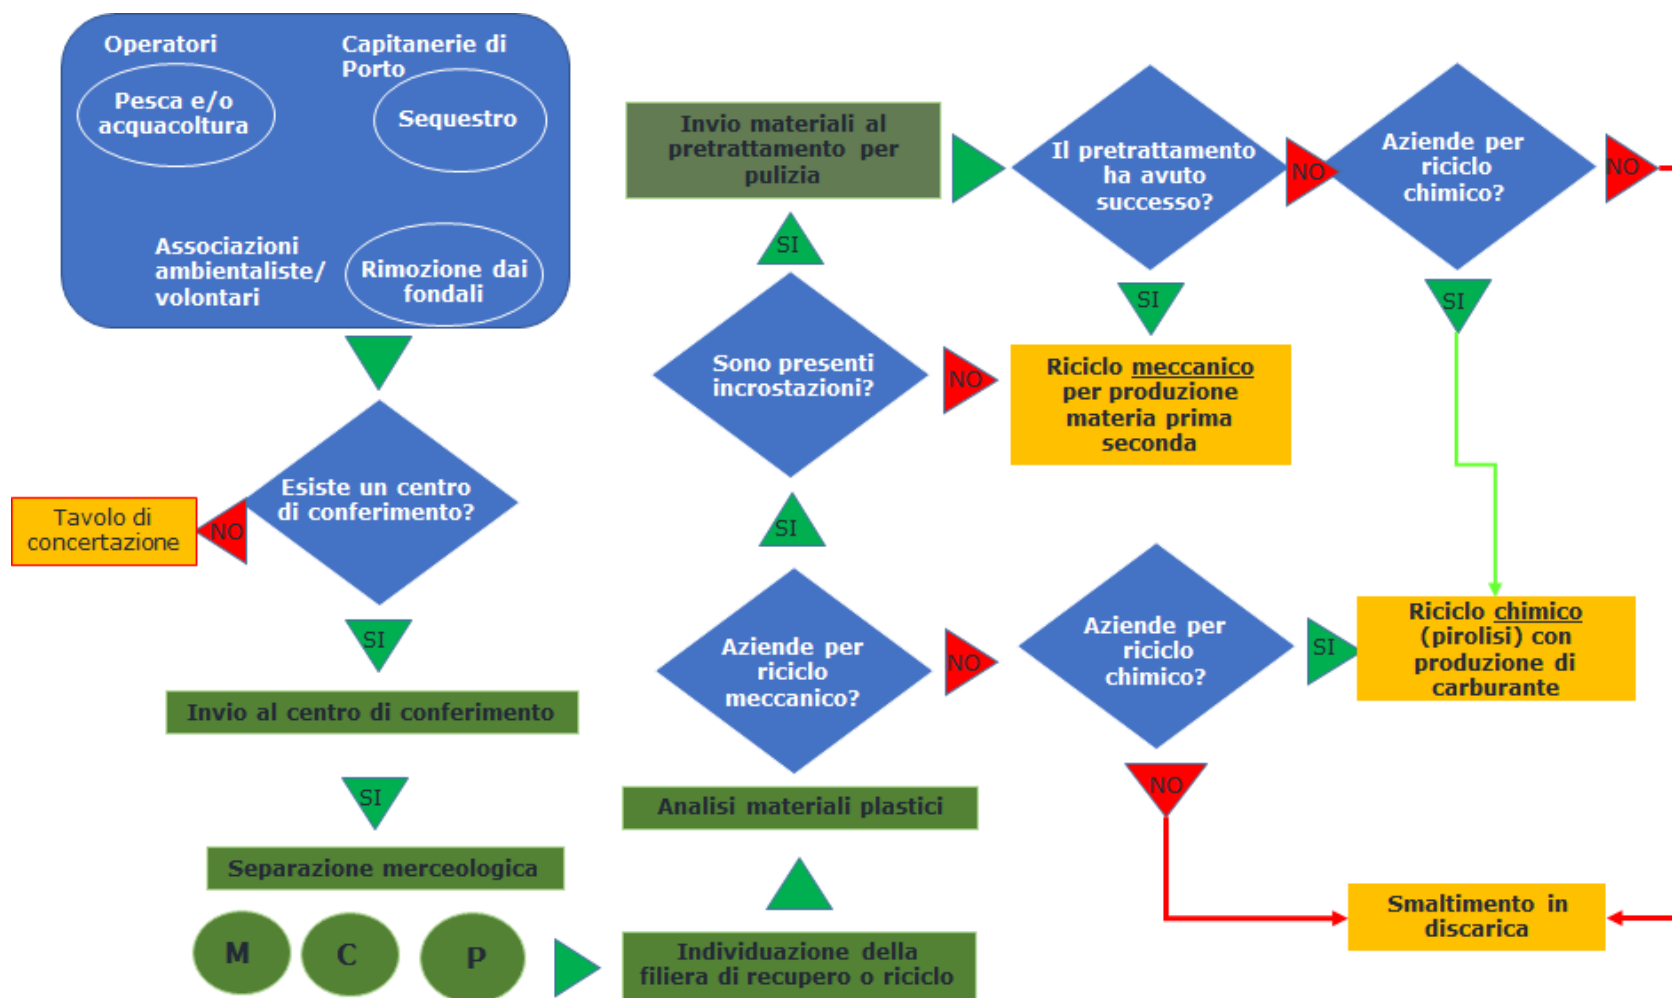 Operatori
Pesca e/o
acquacoltura
Capitanerie di
Porto
Sequestro
Associazioni
ambientaliste/
volontari
Rimozione dai
fondali
Esiste un centro
di conferimento?
NO
Tavolo di
concertazione
SI
Invio al centro di conferimento
SI
Separazione merceologica
M
C
P
Individuazione della
filiera di recupero o riciclo
Analisi materiali plastici
Aziende per
riciclo
meccanico?
SI
NO
Sono presenti
incrostazioni?
SI
NO
Invio materiali al
pretrattamento per
pulizia
Il pretrattamento
ha avuto
successo?
NO
SI
Riciclo meccanico
per produzione
materia prima
seconda
Aziende per
riciclo
chimico?
NO
SI
Aziende per
riciclo
chimico?
SI
NO
Riciclo chimico
(pirolisi) con
produzione di
carburante
Smaltimento in
discarica